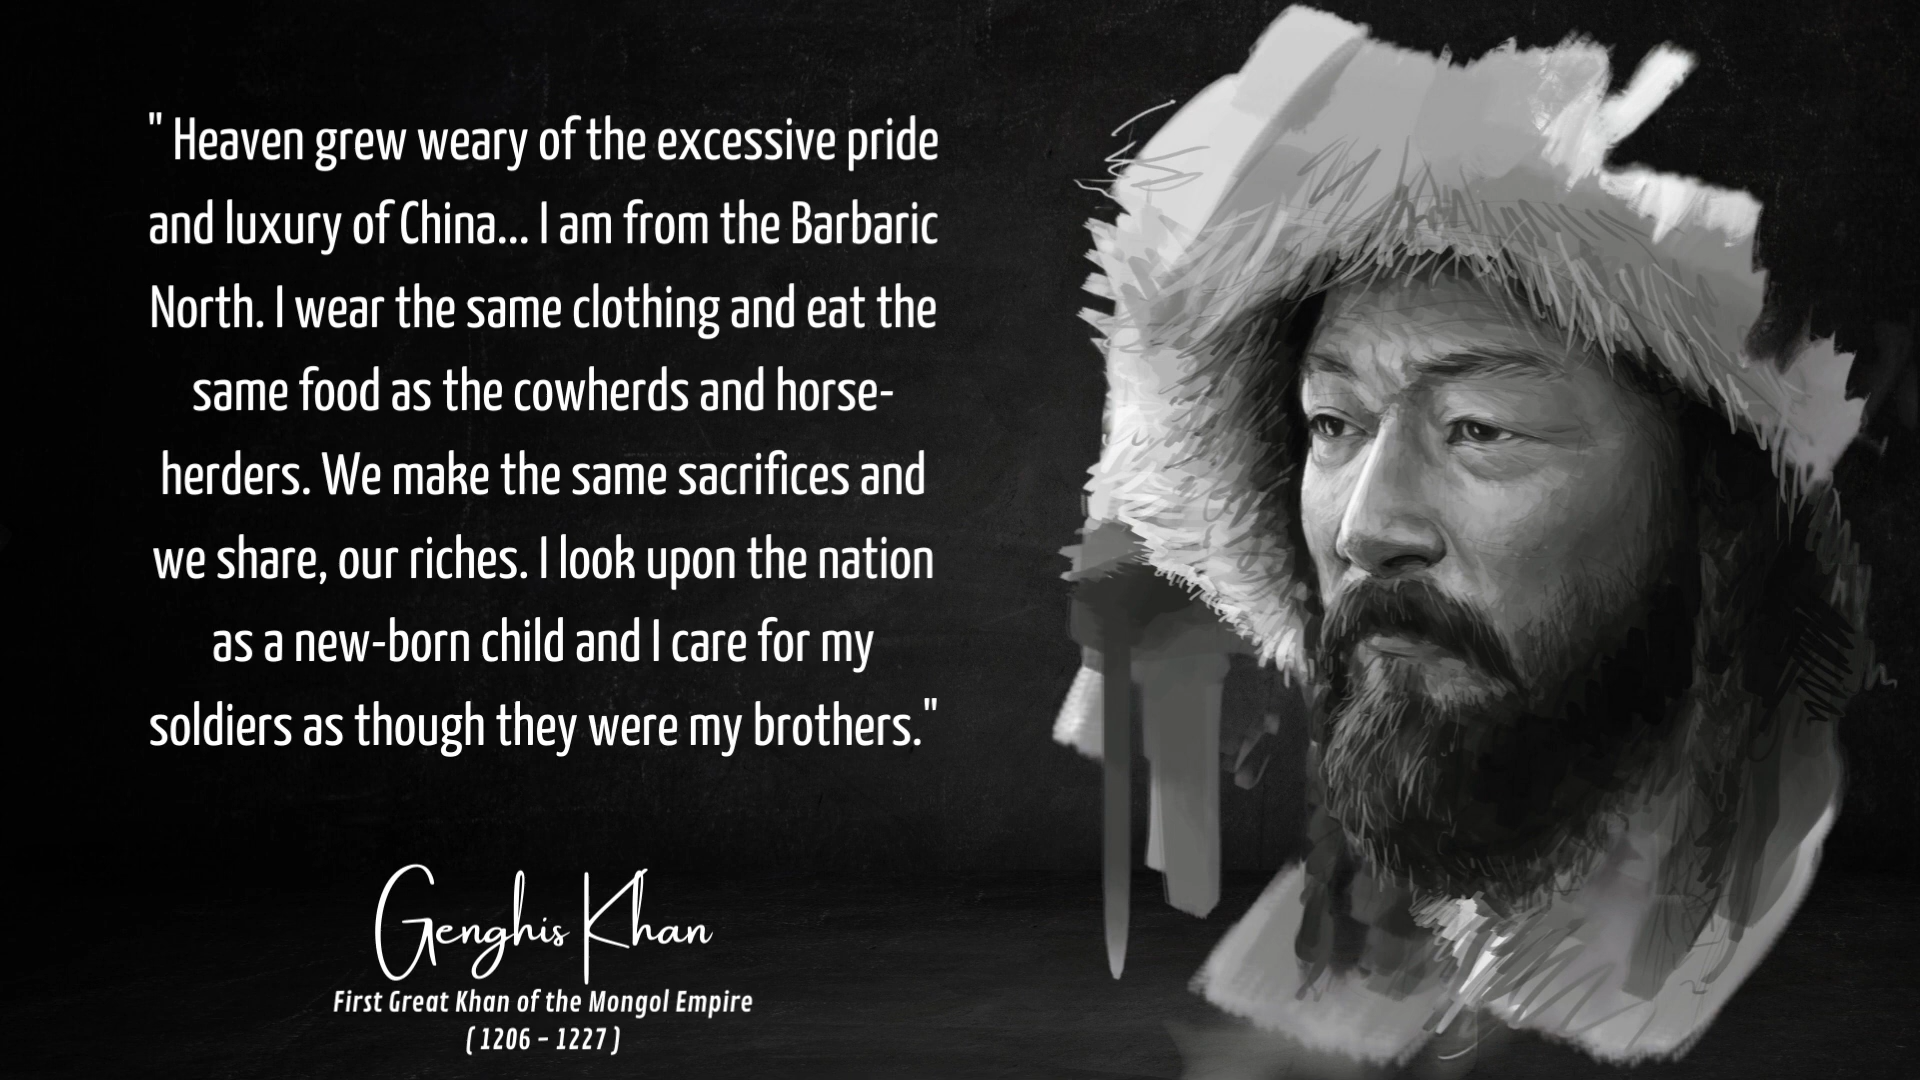 " Heaven grew weary of the excessive pride
and luxury of China... I am from the Barbaric
North. I wear the same clothing and eat the
same food as the cowherds and horse-
herders. We make the same sacrifices and
we share, our riches. I look upon the nation
as a new-born child and I care for my
soldiers as though they were my brothers."
Genghis Khan
First Great Khan of the Mongol Empire
( 1206 – 1227 )